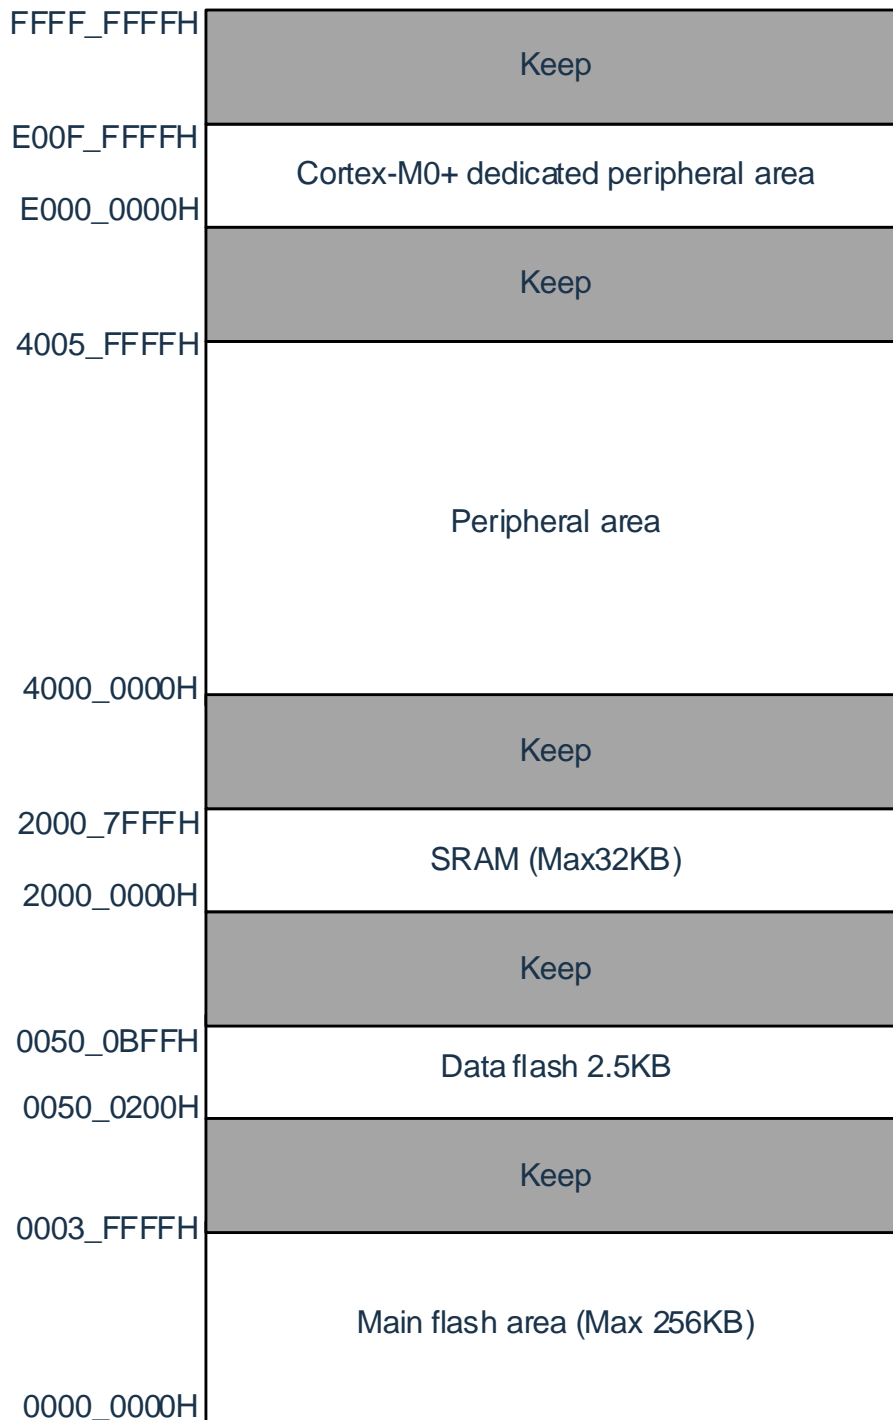 FFFF_FFFFH
Keep
E00F_FFFFH
Cortex-M0+ dedicated peripheral area
E000_0000H
Keep
4005_FFFFH
Peripheral area
4000_0000H
Keep
2000_7FFFH
SRAM (Max32KB)
2000_0000H
Keep
0050_0BFFH
Data flash 2.5KB
0050_0200H
Keep
0003_FFFFH
Main flash area (Max 256KB)
0000_0000H